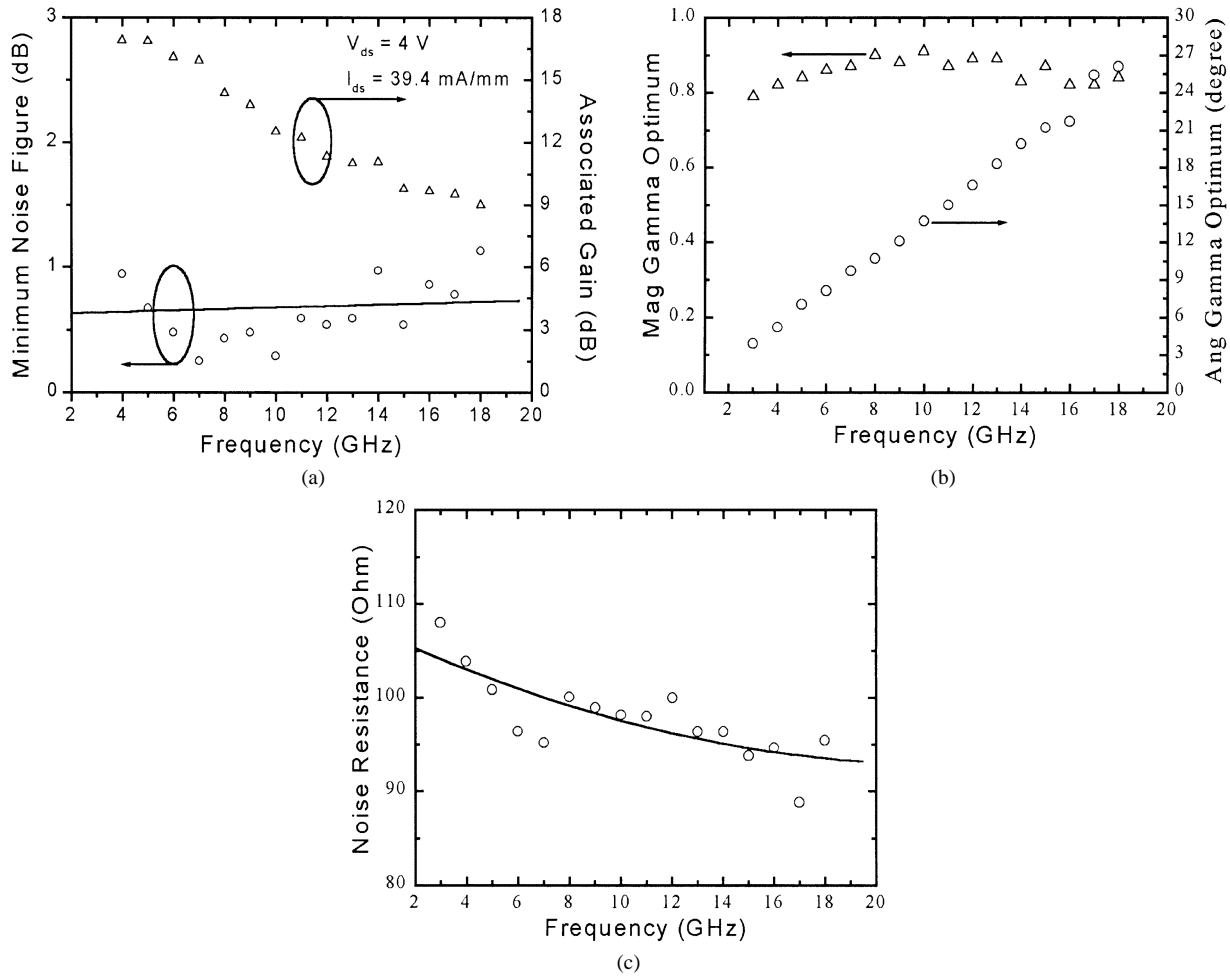 Minimum Noise Figure (dB)
3
2
1
0
V_ds = 4 V
I_ds = 39.4 mA/mm
18
15
12
9
6
3
0
Associated Gain (dB)
2 4 6 8 10 12 14 16 18 20
Frequency (GHz)
(a)
Mag Gamma Optimum
1.0
0.8
0.6
0.4
0.2
0.0
30
27
24
21
18
15
12
9
6
3
0
Ang Gamma Optimum (degree)
2 4 6 8 10 12 14 16 18 20
Frequency (GHz)
(b)
Noise Resistance (Ohm)
120
110
100
90
80
2 4 6 8 10 12 14 16 18 20
Frequency (GHz)
(c)